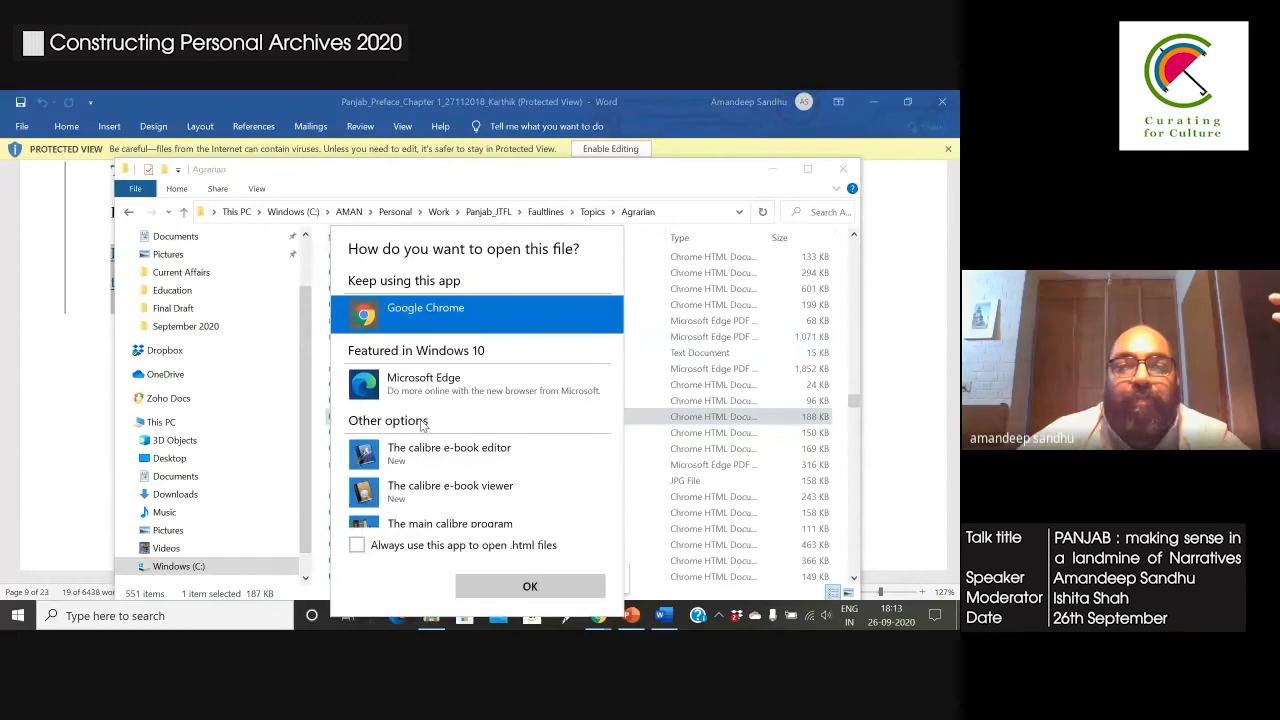 Constructing Personal Archives 2020
Curating
for Culture
Panjab_Preface_Chapter 1_27112018_Karthik (Protected View) - Word
Amandeep Sandhu
AS
File Home Insert Design Layout References Mailings Review View Help Tell me what you want to do
PROTECTED VIEW Be careful—files from the Internet can contain viruses. Unless you need to edit, it's safer to stay in Protected View. Enable Editing
Agrarian
File Home Share View
This PC > Windows (C:) > AMAN > Personal > Work > Panjab_JTFL > Faultlines > Topics > Agrarian
Search A...
Documents
Pictures
Current Affairs
Education
Final Draft
September 2020
Dropbox
OneDrive
Zoho Docs
This PC
3D Objects
Desktop
Documents
Downloads
Music
Pictures
Videos
Windows (C:)
How do you want to open this file?
Keep using this app
Google Chrome
Featured in Windows 10
Microsoft Edge
Do more online with the new browser from Microsoft.
Other options
The calibre e-book editor
New
The calibre e-book viewer
New
The main calibre program
Always use this app to open .html files
OK
Type Size
Chrome HTML Docu... 133 KB
Chrome HTML Docu... 294 KB
Chrome HTML Docu... 601 KB
Chrome HTML Docu... 199 KB
Microsoft Edge PDF ... 68 KB
Microsoft Edge PDF ... 1,071 KB
Text Document 15 KB
Microsoft Edge PDF ... 1,852 KB
Chrome HTML Docu... 24 KB
Chrome HTML Docu... 96 KB
Chrome HTML Docu... 188 KB
Chrome HTML Docu... 150 KB
Chrome HTML Docu... 169 KB
Microsoft Edge PDF ... 316 KB
JPG File 158 KB
Chrome HTML Docu... 243 KB
Chrome HTML Docu... 158 KB
Chrome HTML Docu... 111 KB
Chrome HTML Docu... 463 KB
Chrome HTML Docu... 366 KB
Chrome HTML Docu... 149 KB
551 items 1 item selected 187 KB
Page 9 of 23 19 of 6438 word
127%
Type here to search
ENG
IN
18:13
26-09-2020
amandeep sandhu
Talk title PANJAB : making sense in
a landmine of Narratives
Speaker Amandeep Sandhu
Moderator Ishita Shah
Date 26th September